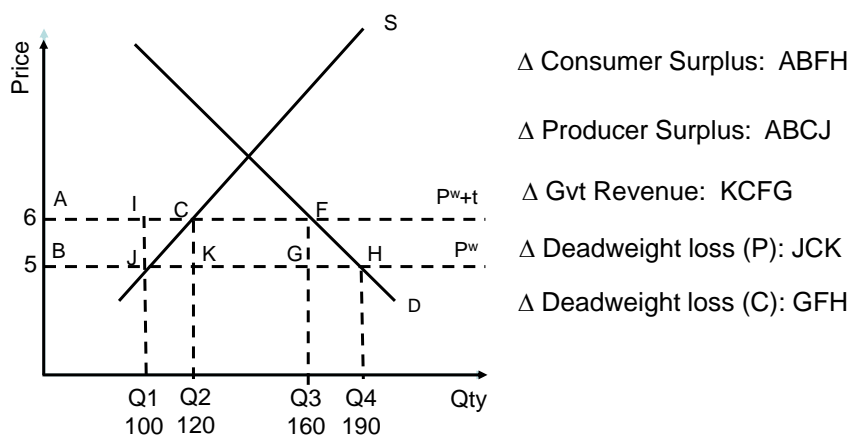 S
Price
Δ Consumer Surplus: ABFH
Δ Producer Surplus: ABCJ
Δ Gvt Revenue: KCFG
A I C F Pʷ+t
6
B J K G H Pʷ
5
Δ Deadweight loss (P): JCK
Δ Deadweight loss (C): GFH
D
Q1 Q2 Q3 Q4 Qty
100 120 160 190